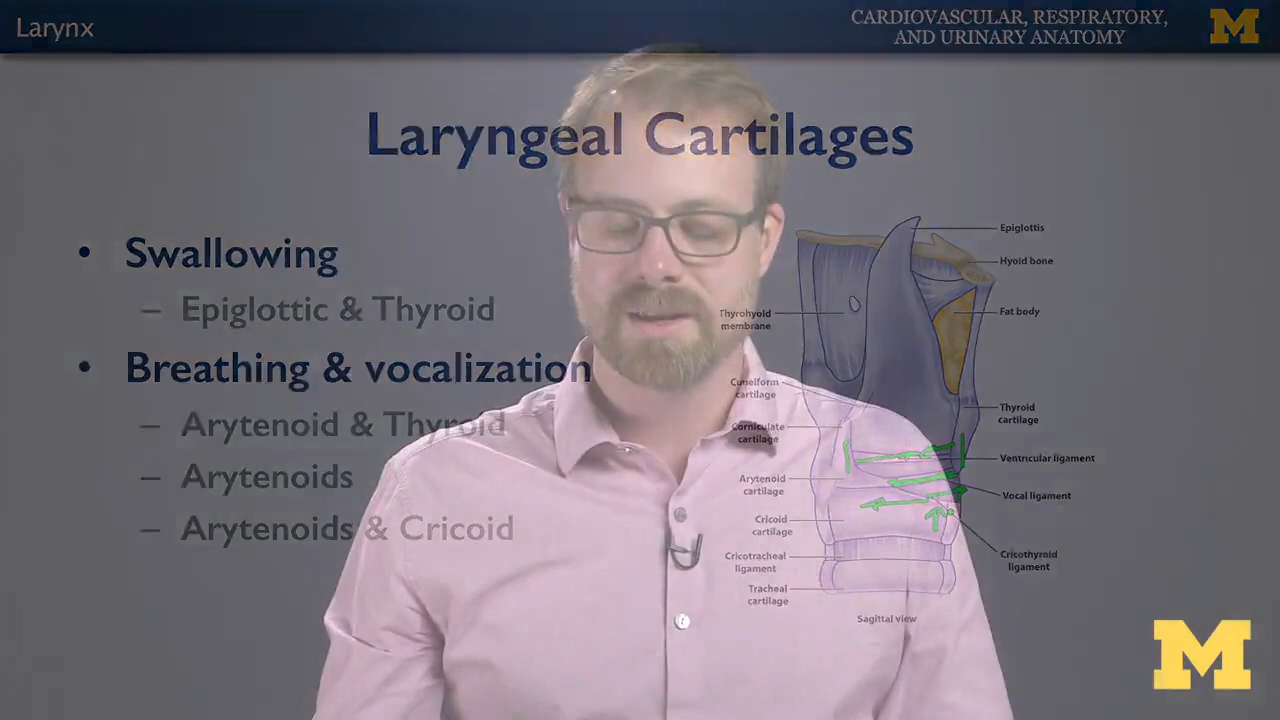 Larynx
CARDIOVASCULAR, RESPIRATORY,
AND URINARY ANATOMY
M
Laryngeal Cartilages
• Swallowing
– Epiglottic & Thyroid
• Breathing & vocalization
– Arytenoid & Thyroid
– Arytenoids
– Arytenoids & Cricoid
Epiglottis
Hyoid bone
Thyrohyoid
membrane
Fat body
Cuneiform
cartilage
Thyroid
cartilage
Corniculate
cartilage
Ventricular ligament
Arytenoid
cartilage
Vocal ligament
Cricoid
cartilage
Cricotracheal
ligament
Cricothyroid
ligament
Tracheal
cartilage
Sagittal view
M